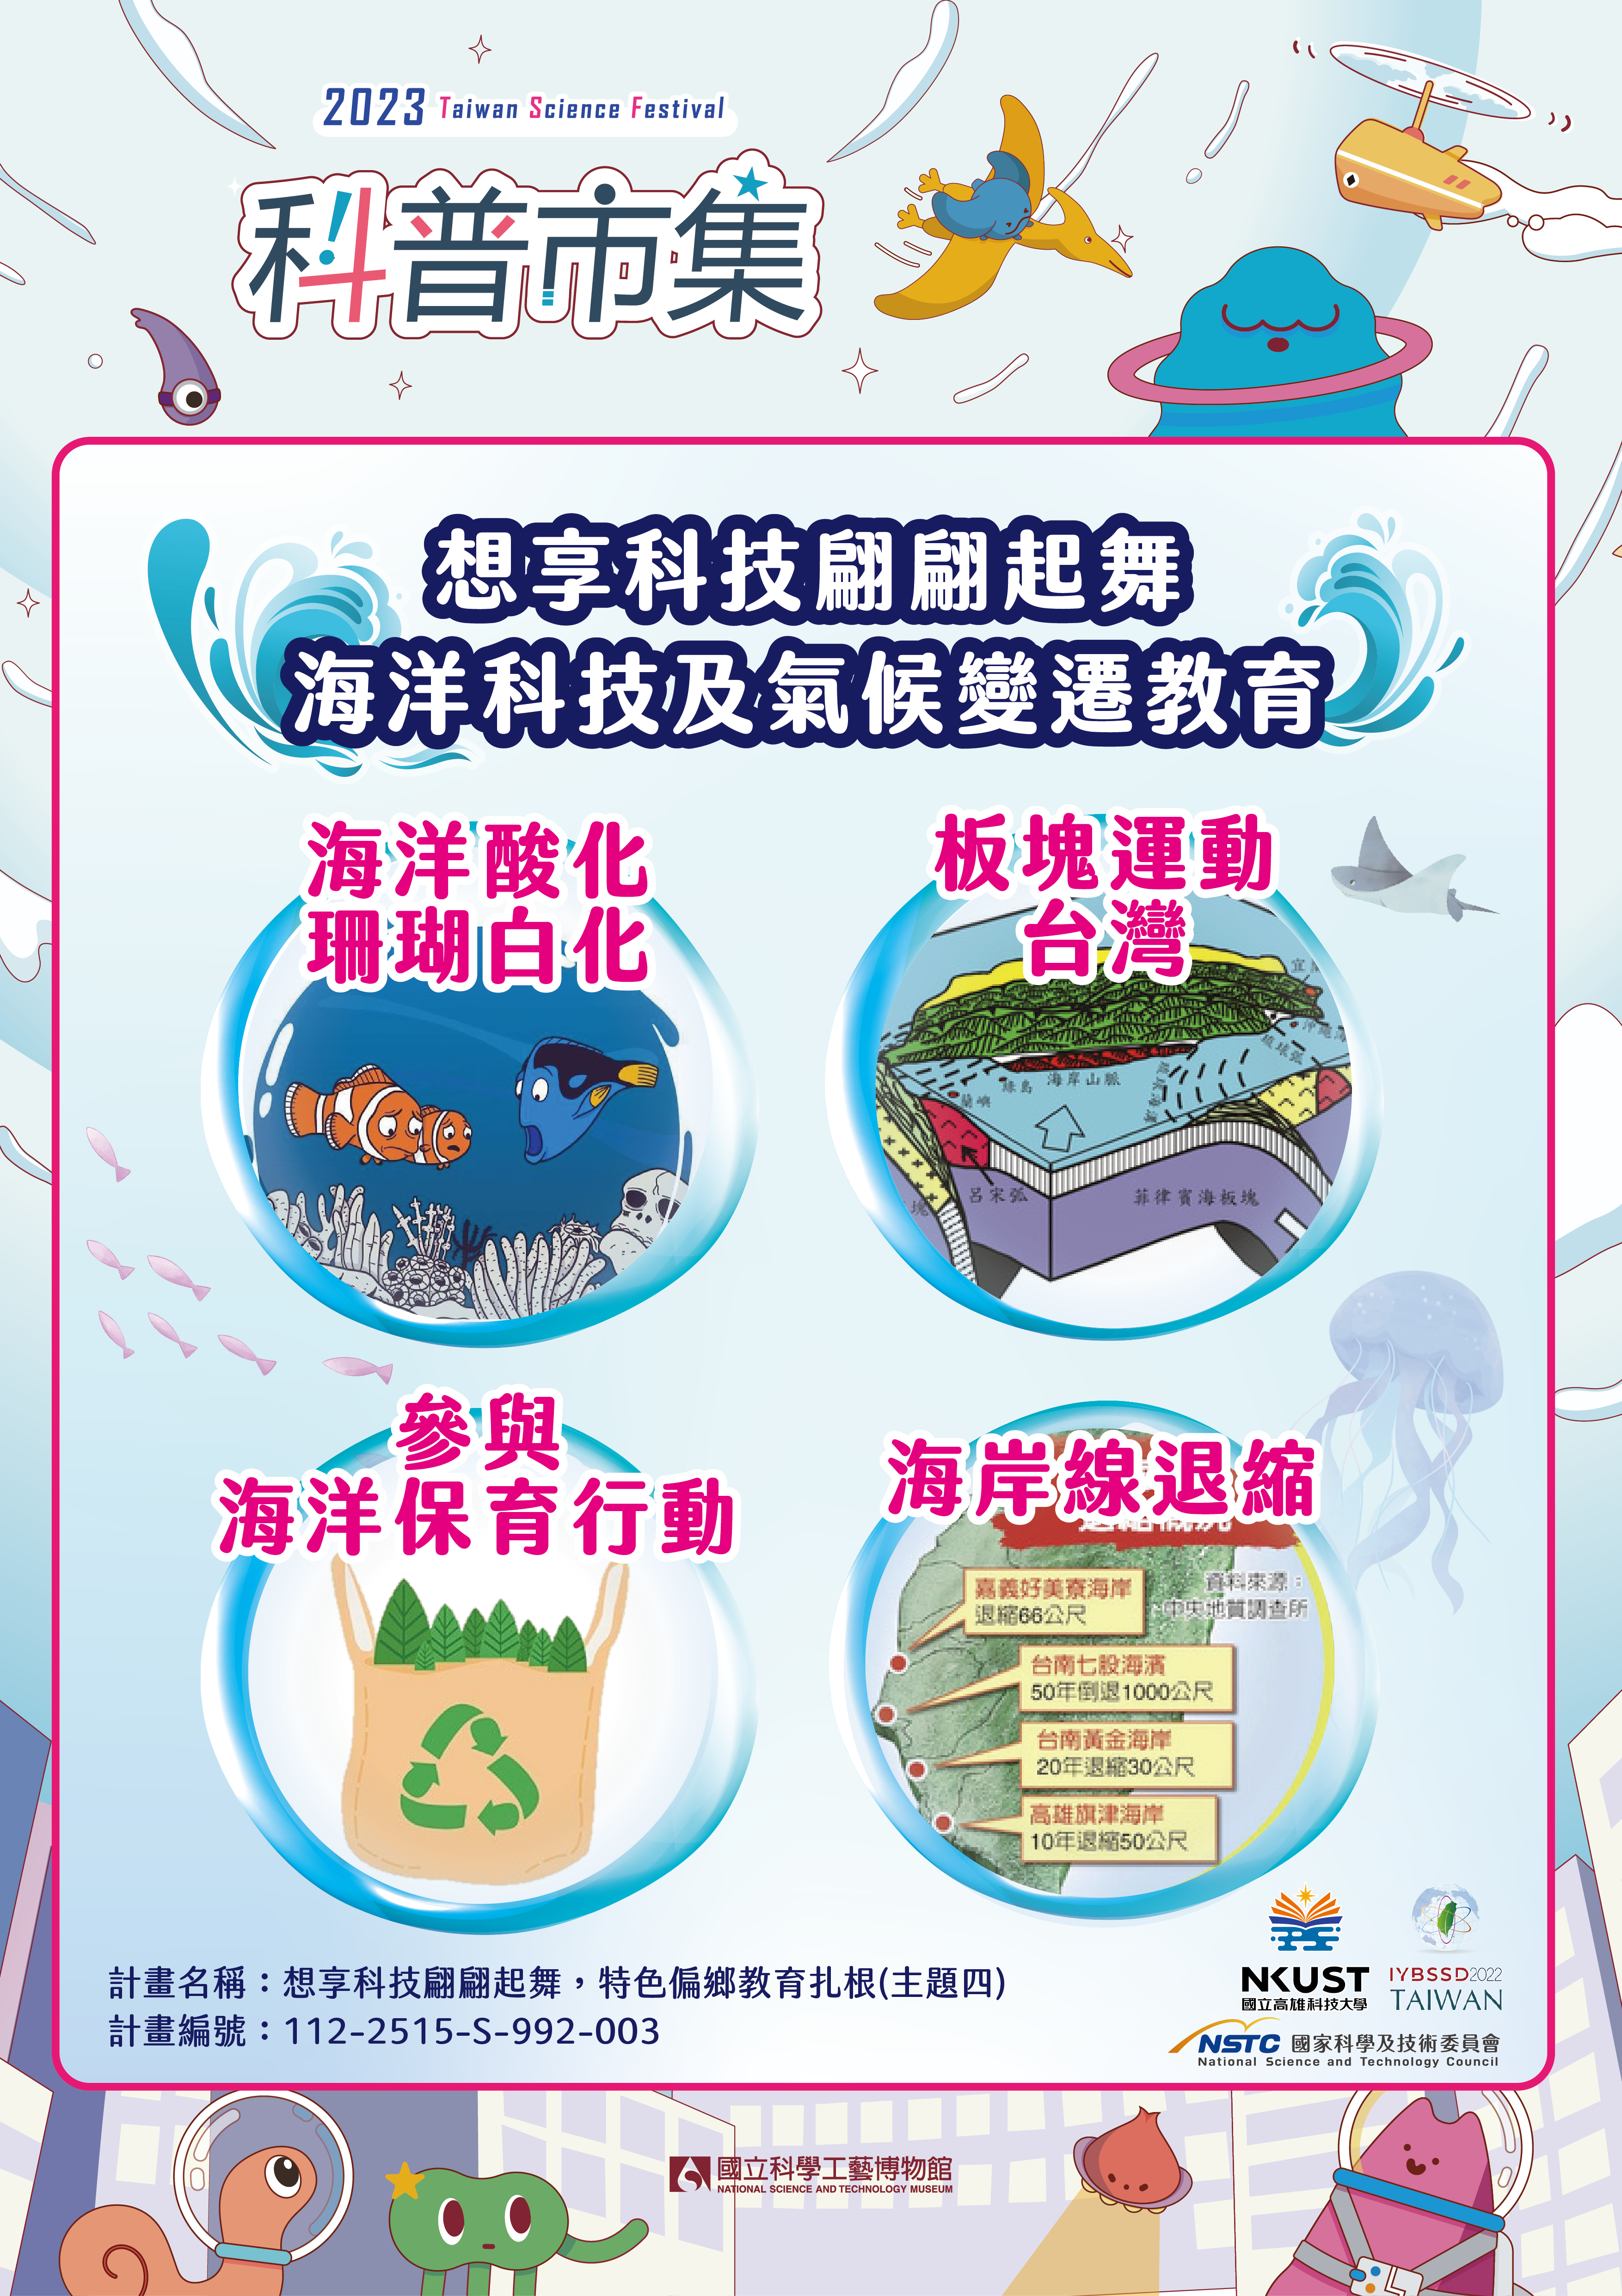 2023 Taiwan Science Festival
科普市集
想享科技翩翩起舞
海洋科技及氣候變遷教育
海洋酸化
珊瑚白化
板塊運動
台灣
琉球弧
綠島
海岸山脈
蘭嶼
呂宋弧
菲律賓海板塊
參與
海洋保育行動
海岸線退縮
資料來源：
中央地質調查所
嘉義好美寮海岸
退縮66公尺
台南七股海濱
50年倒退1000公尺
台南黃金海岸
20年退縮30公尺
高雄旗津海岸
10年退縮50公尺
計畫名稱：想享科技翩翩起舞，特色偏鄉教育扎根(主題四)
計畫編號：112-2515-S-992-003
NKUST
國立高雄科技大學
IYBSSD2022
TAIWAN
NSTC 國家科學及技術委員會
National Science and Technology Council
國立科學工藝博物館
NATIONAL SCIENCE AND TECHNOLOGY MUSEUM